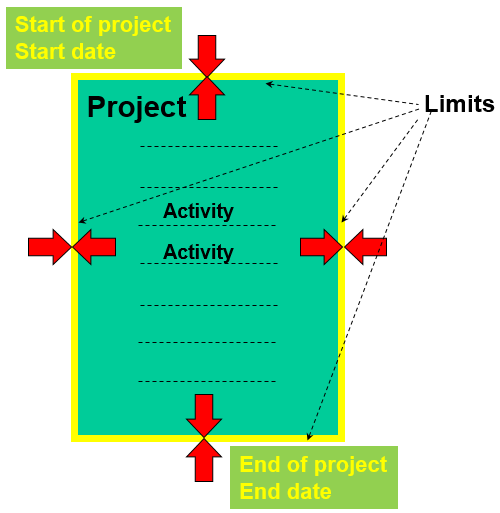 Start of project
Start date
Project
Limits
Activity
Activity
End of project
End date